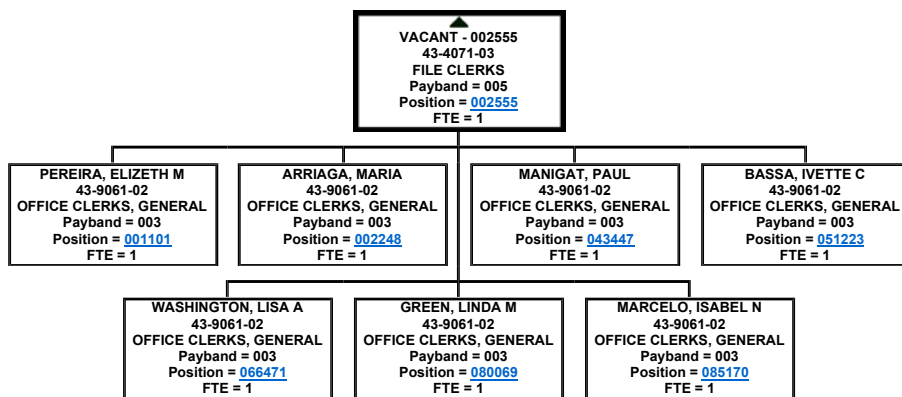 VACANT - 002555
43-4071-03
FILE CLERKS
Payband = 005
Position = 002555
FTE = 1
PEREIRA, ELIZETH M
43-9061-02
OFFICE CLERKS, GENERAL
Payband = 003
Position = 001101
FTE = 1
ARRIAGA, MARIA
43-9061-02
OFFICE CLERKS, GENERAL
Payband = 003
Position = 002248
FTE = 1
MANIGAT, PAUL
43-9061-02
OFFICE CLERKS, GENERAL
Payband = 003
Position = 043447
FTE = 1
BASSA, IVETTE C
43-9061-02
OFFICE CLERKS, GENERAL
Payband = 003
Position = 051223
FTE = 1
WASHINGTON, LISA A
43-9061-02
OFFICE CLERKS, GENERAL
Payband = 003
Position = 066471
FTE = 1
GREEN, LINDA M
43-9061-02
OFFICE CLERKS, GENERAL
Payband = 003
Position = 080069
FTE = 1
MARCELO, ISABEL N
43-9061-02
OFFICE CLERKS, GENERAL
Payband = 003
Position = 085170
FTE = 1